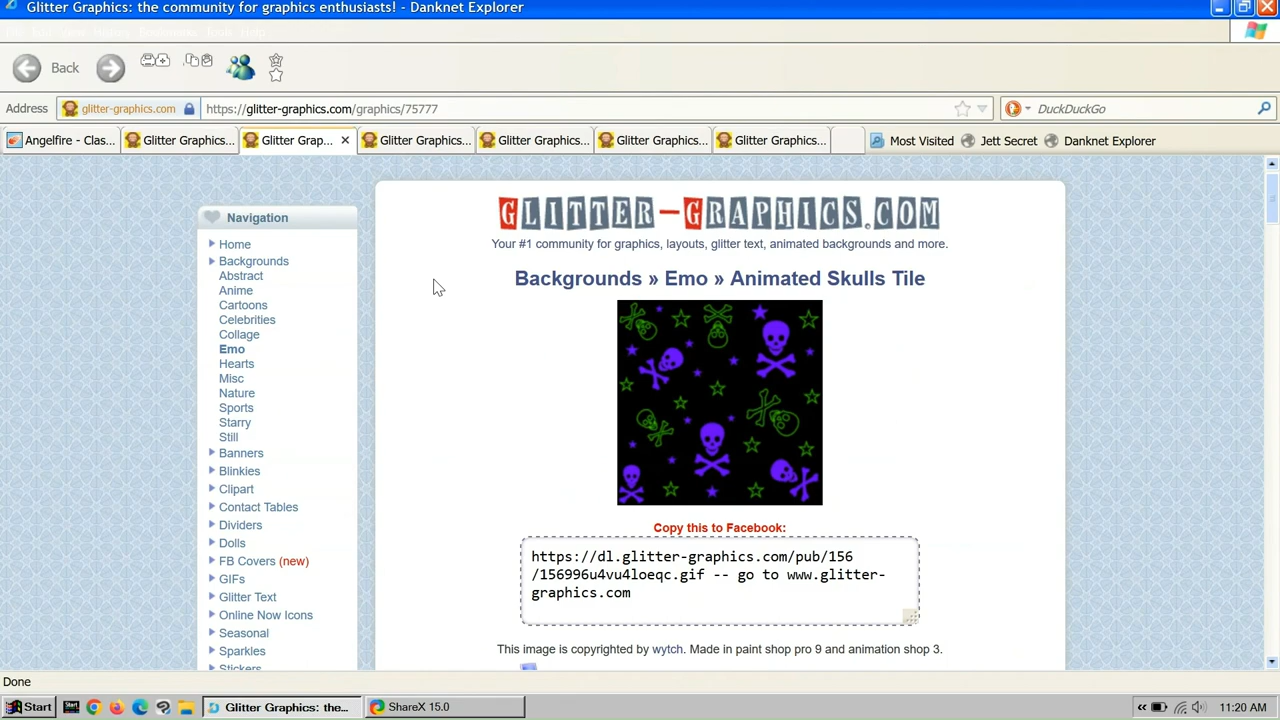 Glitter Graphics: the community for graphics enthusiasts! - Danknet Explorer
File Edit View History Bookmarks Tools Help
Back
Address glitter-graphics.com https://glitter-graphics.com/graphics/75777 DuckDuckGo
Angelfire - Clas... Glitter Graphics... Glitter Grap... Glitter Graphics... Glitter Graphics... Glitter Graphics... Glitter Graphics... Most Visited Jett Secret Danknet Explorer
GLITTER-GRAPHICS.COM
Your #1 community for graphics, layouts, glitter text, animated backgrounds and more.
Navigation
Home
Backgrounds
Abstract
Anime
Cartoons
Celebrities
Collage
Emo
Hearts
Misc
Nature
Sports
Starry
Still
Banners
Blinkies
Clipart
Contact Tables
Dividers
Dolls
FB Covers (new)
GIFs
Glitter Text
Online Now Icons
Seasonal
Sparkles
Stickers
Backgrounds » Emo » Animated Skulls Tile
Copy this to Facebook:
https://dl.glitter-graphics.com/pub/156
/156996u4vu4loeqc.gif -- go to www.glitter-
graphics.com
This image is copyrighted by wytch. Made in paint shop pro 9 and animation shop 3.
Done
Start Glitter Graphics: the... ShareX 15.0 11:20 AM